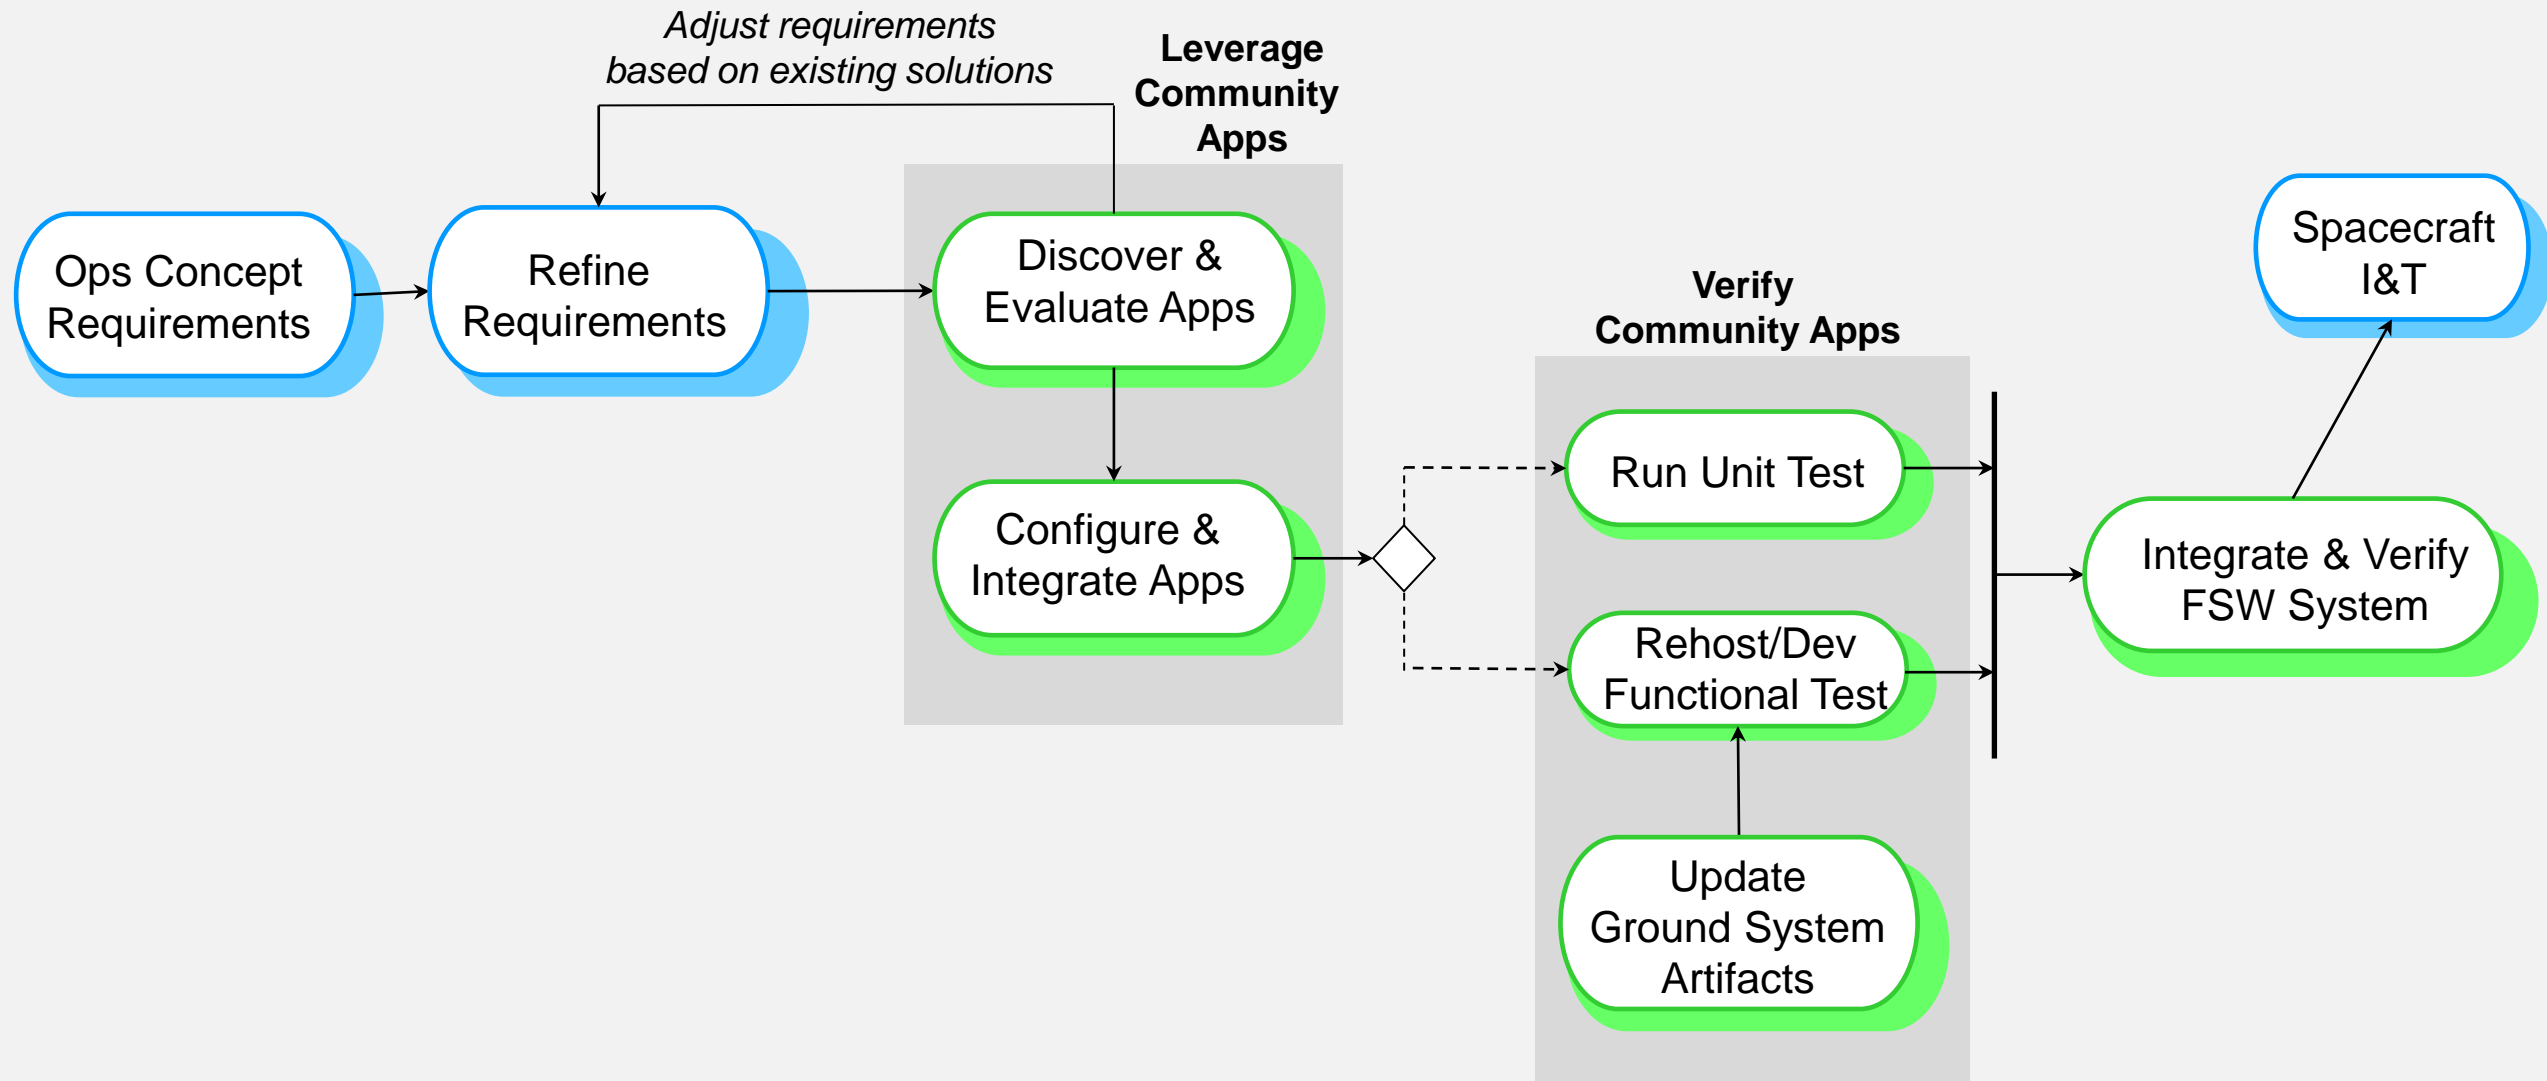 Adjust requirements
based on existing solutions
Leverage
Community
Apps
Ops Concept
Requirements
Refine
Requirements
Discover &
Evaluate Apps
Configure &
Integrate Apps
Verify
Community Apps
Run Unit Test
Rehost/Dev
Functional Test
Update
Ground System
Artifacts
Integrate & Verify
FSW System
Spacecraft
I&T